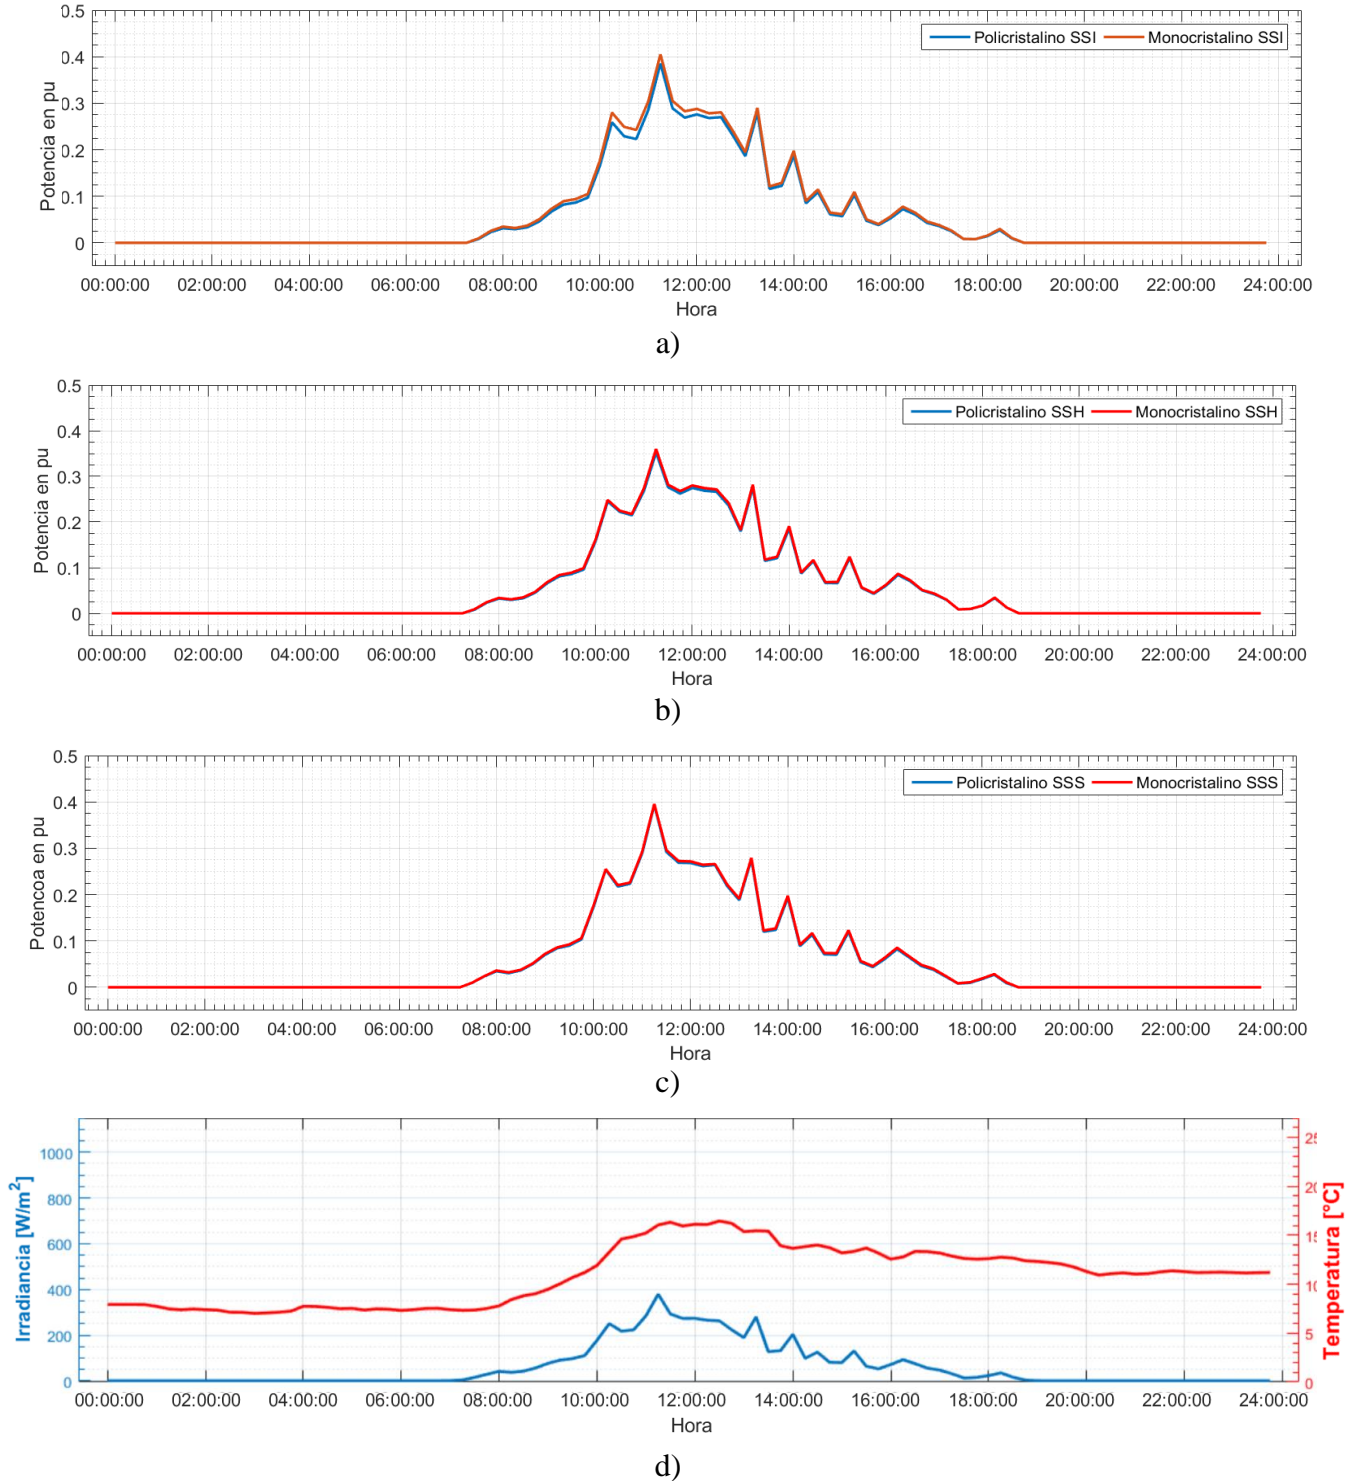 0.5
0.4
0.3
0.2
0.1
0
Potencia en pu
Policristalino SSI Monocristalino SSI
00:00:00 02:00:00 04:00:00 06:00:00 08:00:00 10:00:00 12:00:00 14:00:00 16:00:00 18:00:00 20:00:00 22:00:00 24:00:00
Hora
a)
0.5
0.4
0.3
0.2
0.1
0
Potencia en pu
Policristalino SSH Monocristalino SSH
00:00:00 02:00:00 04:00:00 06:00:00 08:00:00 10:00:00 12:00:00 14:00:00 16:00:00 18:00:00 20:00:00 22:00:00 24:00:00
Hora
b)
0.5
0.4
0.3
0.2
0.1
0
Potencoa en pu
Policristalino SSS Monocristalino SSS
00:00:00 02:00:00 04:00:00 06:00:00 08:00:00 10:00:00 12:00:00 14:00:00 16:00:00 18:00:00 20:00:00 22:00:00 24:00:00
Hora
c)
1000
800
600
400
200
0
Irradiancia [W/m²]
5
0
Temperatura [°C]
00:00:00 02:00:00 04:00:00 06:00:00 08:00:00 10:00:00 12:00:00 14:00:00 16:00:00 18:00:00 20:00:00 22:00:00 24:00:00
Hora
d)